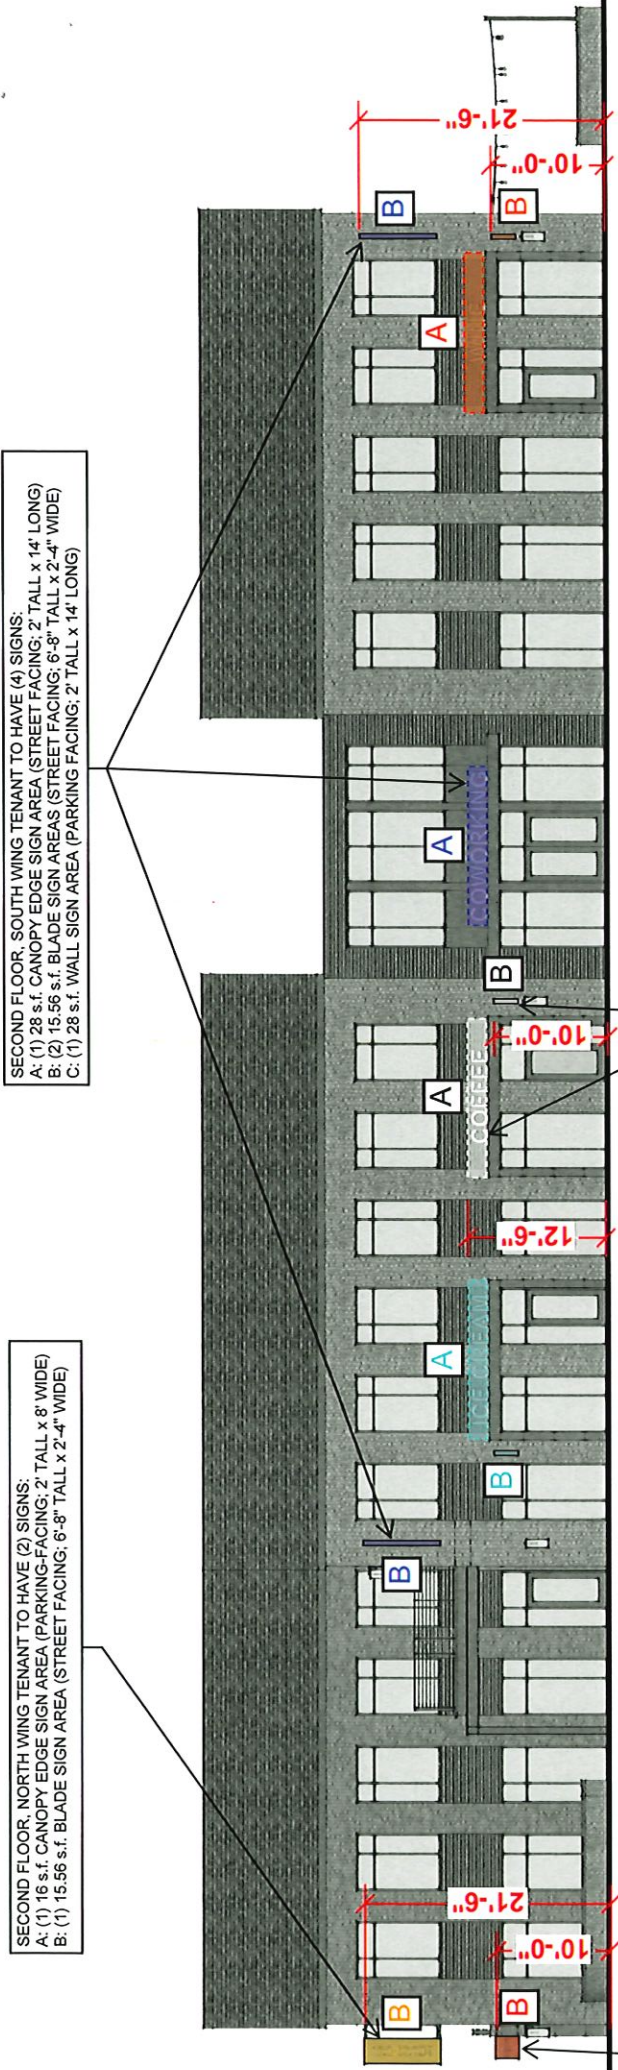 SECOND FLOOR, NORTH WING TENANT TO HAVE (2) SIGNS:
A: (1) 16 s.f. CANOPY EDGE SIGN AREA (PARKING-FACING; 2' TALL x 8' WIDE)
B: (1) 15.56 s.f. BLADE SIGN AREA (STREET FACING; 6'-8" TALL x 2'-4" WIDE)
SECOND FLOOR, SOUTH WING TENANT TO HAVE (4) SIGNS:
A: (1) 28 s.f. CANOPY EDGE SIGN AREA (STREET FACING; 2' TALL x 14' LONG)
B: (2) 15.56 s.f. BLADE SIGN AREAS (STREET FACING; 6'-8" TALL x 2'-4" WIDE)
C: (1) 28 s.f. WALL SIGN AREA (PARKING FACING; 2' TALL x 14' LONG)
B
B
21'-6"
10'-0"
B
B
A
ICE CREAM
12'-6"
A
COFFEE
B
10'-0"
A
COWORKING
A
B
B
21'-6"
10'-0"